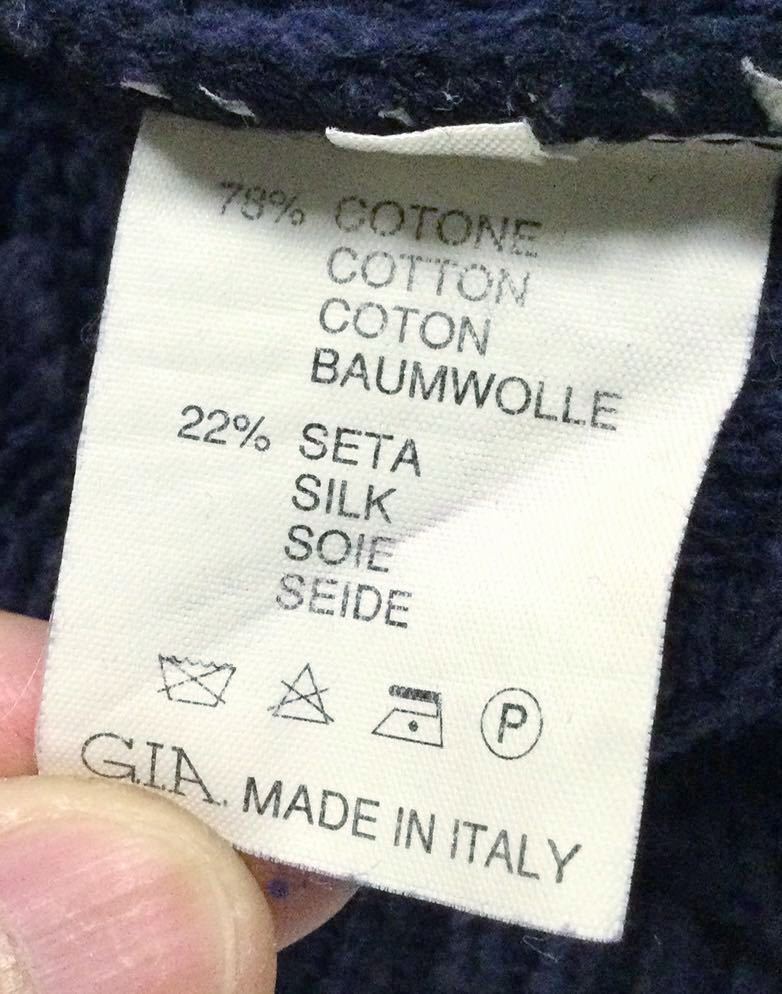 78% COTONE
COTTON
COTON
BAUMWOLLE
22% SETA
SILK
SOIE
SEIDE
P
G.I.A. MADE IN ITALY